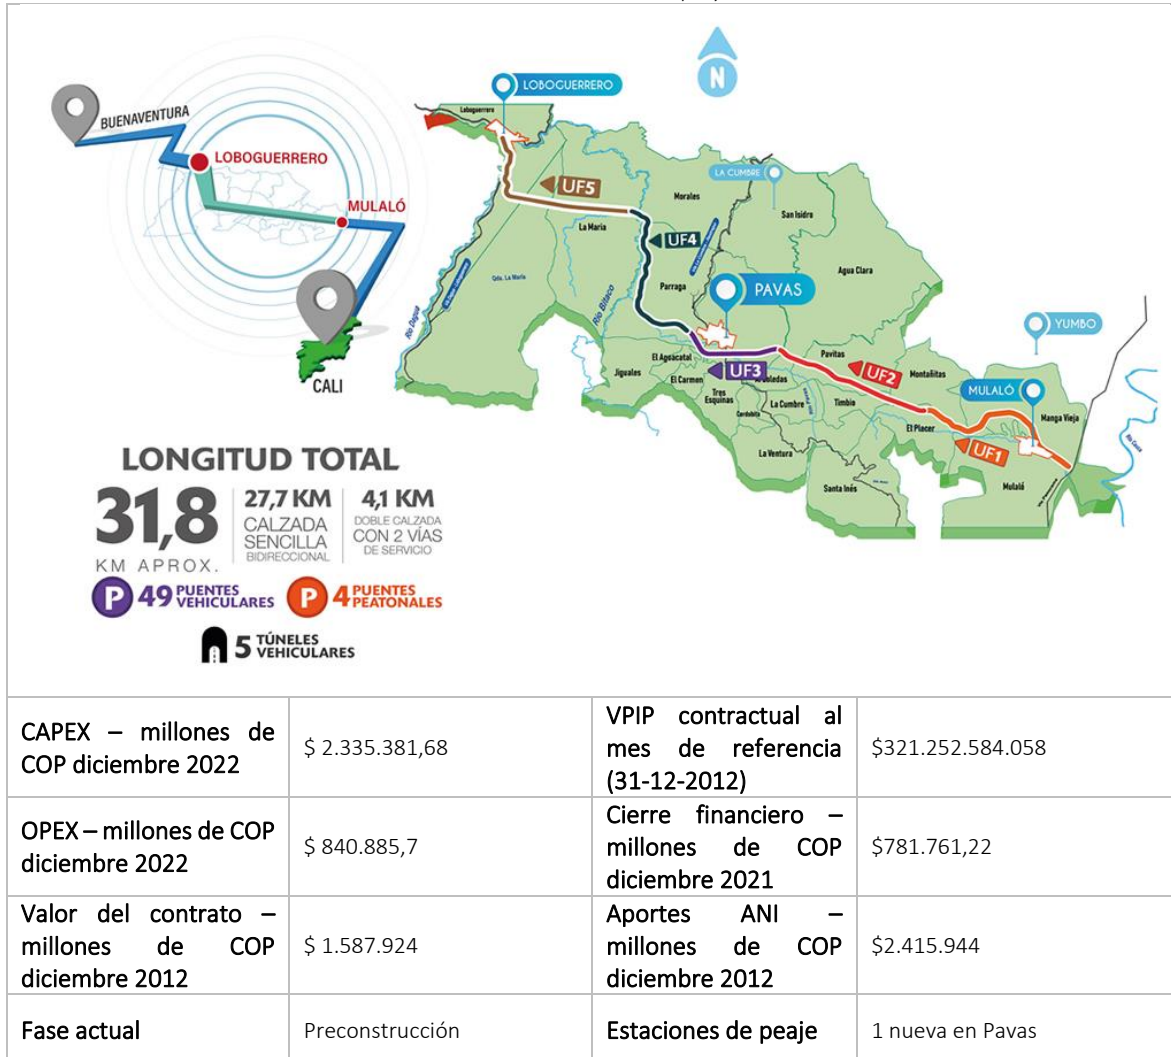 BUENAVENTURA
LOBOGUERRERO
MULALÓ
CALI
N
LOBOGUERRERO
Loboguerrero
UF5
La Maria
Qda. La María
Río Dagua
Río Bitaco
Morales
UF4
Parraga
LA CUMBRE
San Isidro
Agua Clara
PAVAS
YUMBO
El Agoacatal
UF3
Jiguales
El Carmen
Tres
Esquinas
Cordobita
La Cumbre
Pavitas
UF2
Montañitas
Timbio
MULALÓ
Manga Vieja
El Placer
UF1
La Ventura
Santa Inés
Mulaló
LONGITUD TOTAL
31,8
KM APROX.
27,7 KM
CALZADA
SENCILLA
BIDIRECCIONAL
4,1 KM
DOBLE CALZADA
CON 2 VÍAS
DE SERVICIO
P 49 PUENTES
VEHICULARES
P 4 PUENTES
PEATONALES
5 TÚNELES
VEHICULARES
CAPEX – millones de
COP diciembre 2022
$ 2.335.381,68
VPIP contractual al
mes de referencia
(31-12-2012)
$321.252.584.058
OPEX – millones de COP
diciembre 2022
$ 840.885,7
Cierre financiero –
millones de COP
diciembre 2021
$781.761,22
Valor del contrato –
millones de COP
diciembre 2012
$ 1.587.924
Aportes ANI –
millones de COP
diciembre 2012
$2.415.944
Fase actual
Preconstrucción
Estaciones de peaje
1 nueva en Pavas